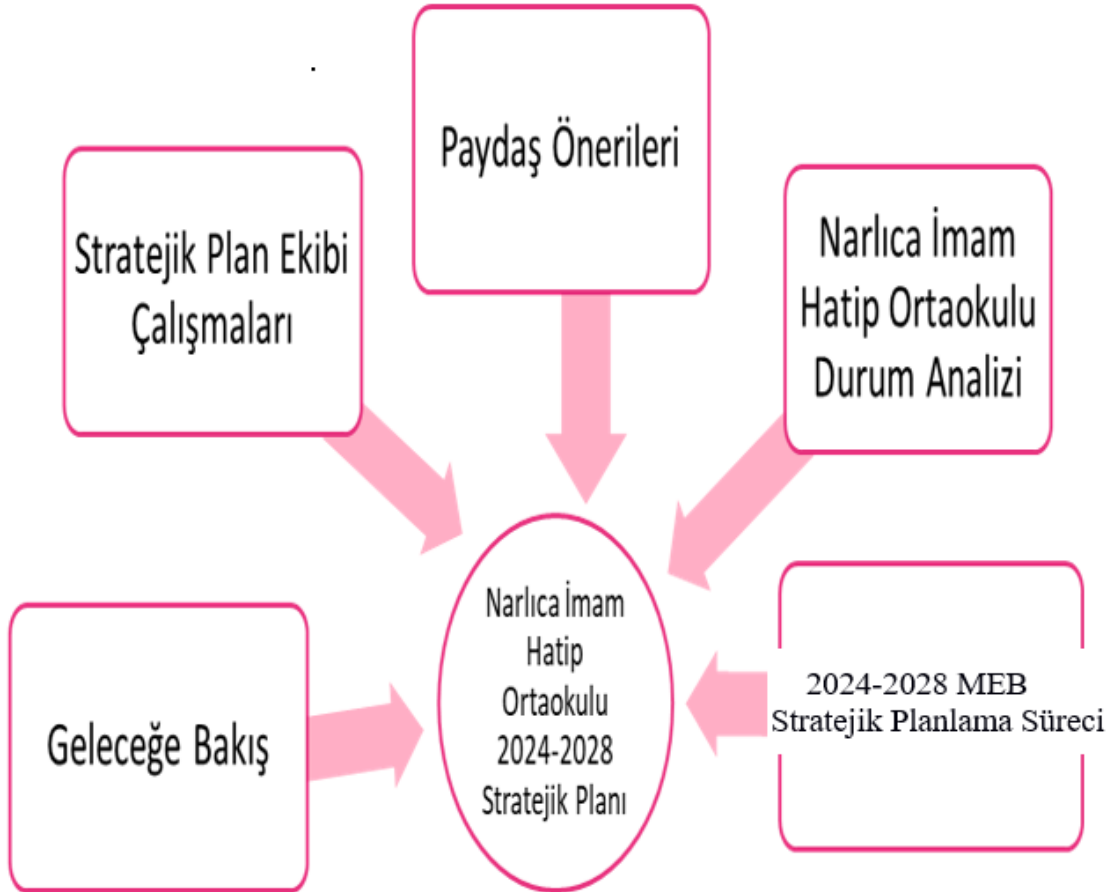 Paydaş Önerileri
Stratejik Plan Ekibi
Çalışmaları
Narlıca İmam
Hatip Ortaokulu
Durum Analizi
Geleceğe Bakış
Narlıca İmam
Hatip
Ortaokulu
2024-2028
Stratejik Planı
2024-2028 MEB
Stratejik Planlama Süreci